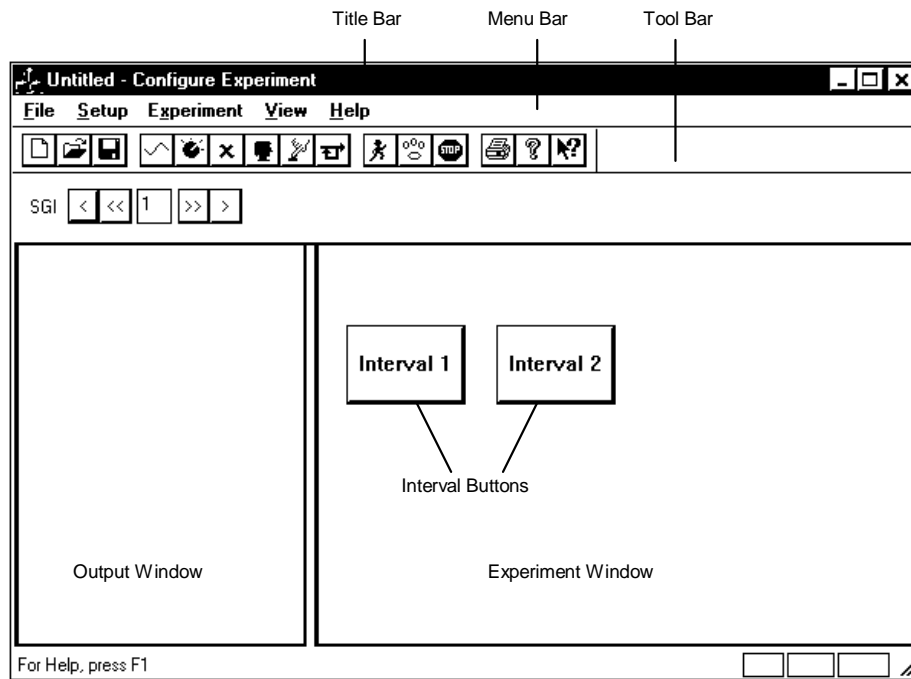 Title Bar Menu Bar Tool Bar
Untitled - Configure Experiment
File Setup Experiment View Help
STOP
SGI < << 1 >> >
Interval 1 Interval 2
Interval Buttons
Output Window Experiment Window
For Help, press F1